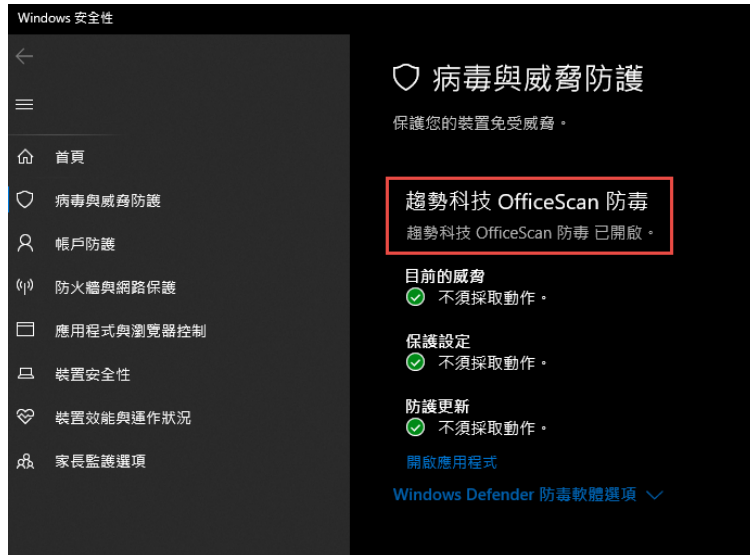 Windows 安全性
首頁
病毒與威脅防護
帳戶防護
防火牆與網路保護
應用程式與瀏覽器控制
裝置安全性
裝置效能與運作狀況
家長監護選項
病毒與威脅防護
保護您的裝置免受威脅。
趨勢科技 OfficeScan 防毒
趨勢科技 OfficeScan 防毒 已開啟。
目前的威脅
不須採取動作。
保護設定
不須採取動作。
防護更新
不須採取動作。
開啟應用程式
Windows Defender 防毒軟體選項